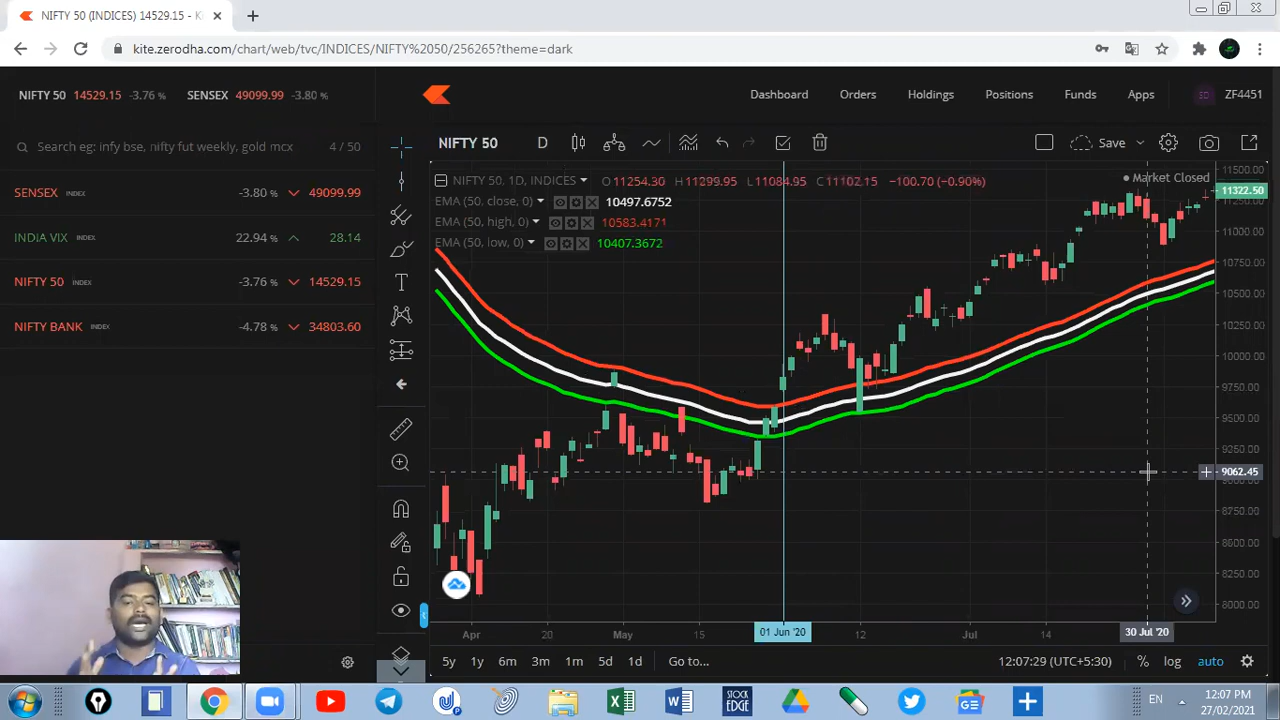 NIFTY 50 (INDICES) 14529.15 - K
kite.zerodha.com/chart/web/tvc/INDICES/NIFTY%2050/256265?theme=dark
NIFTY 50 14529.15 -3.76 % SENSEX 49099.99 -3.80 %
Dashboard Orders Holdings Positions Funds Apps SD ZF4451
Search eg: infy bse, nifty fut weekly, gold mcx 4 / 50
NIFTY 50 D Save
SENSEX INDEX -3.80 % 49099.99
INDIA VIX INDEX 22.94 % 28.14
NIFTY 50 INDEX -3.76 % 14529.15
NIFTY BANK INDEX -4.78 % 34803.60
NIFTY 50, 1D, INDICES O 11254.30 H 11299.95 L 11084.95 C 11102.15 −100.70 (−0.90%)
Market Closed
EMA (50, close, 0) 10497.6752
EMA (50, high, 0) 10583.4171
EMA (50, low, 0) 10407.3672
11500.00
11322.50
11250.00
11000.00
10750.00
10500.00
10250.00
10000.00
9750.00
9500.00
9250.00
9062.45
9000.00
8750.00
8500.00
8250.00
8000.00
Apr 20 May 15 01 Jun '20 12 Jul 14 30 Jul '20
5y 1y 6m 3m 1m 5d 1d Go to... 12:07:29 (UTC+5:30) % log auto
STOCK EDGE
EN 12:07 PM
27/02/2021